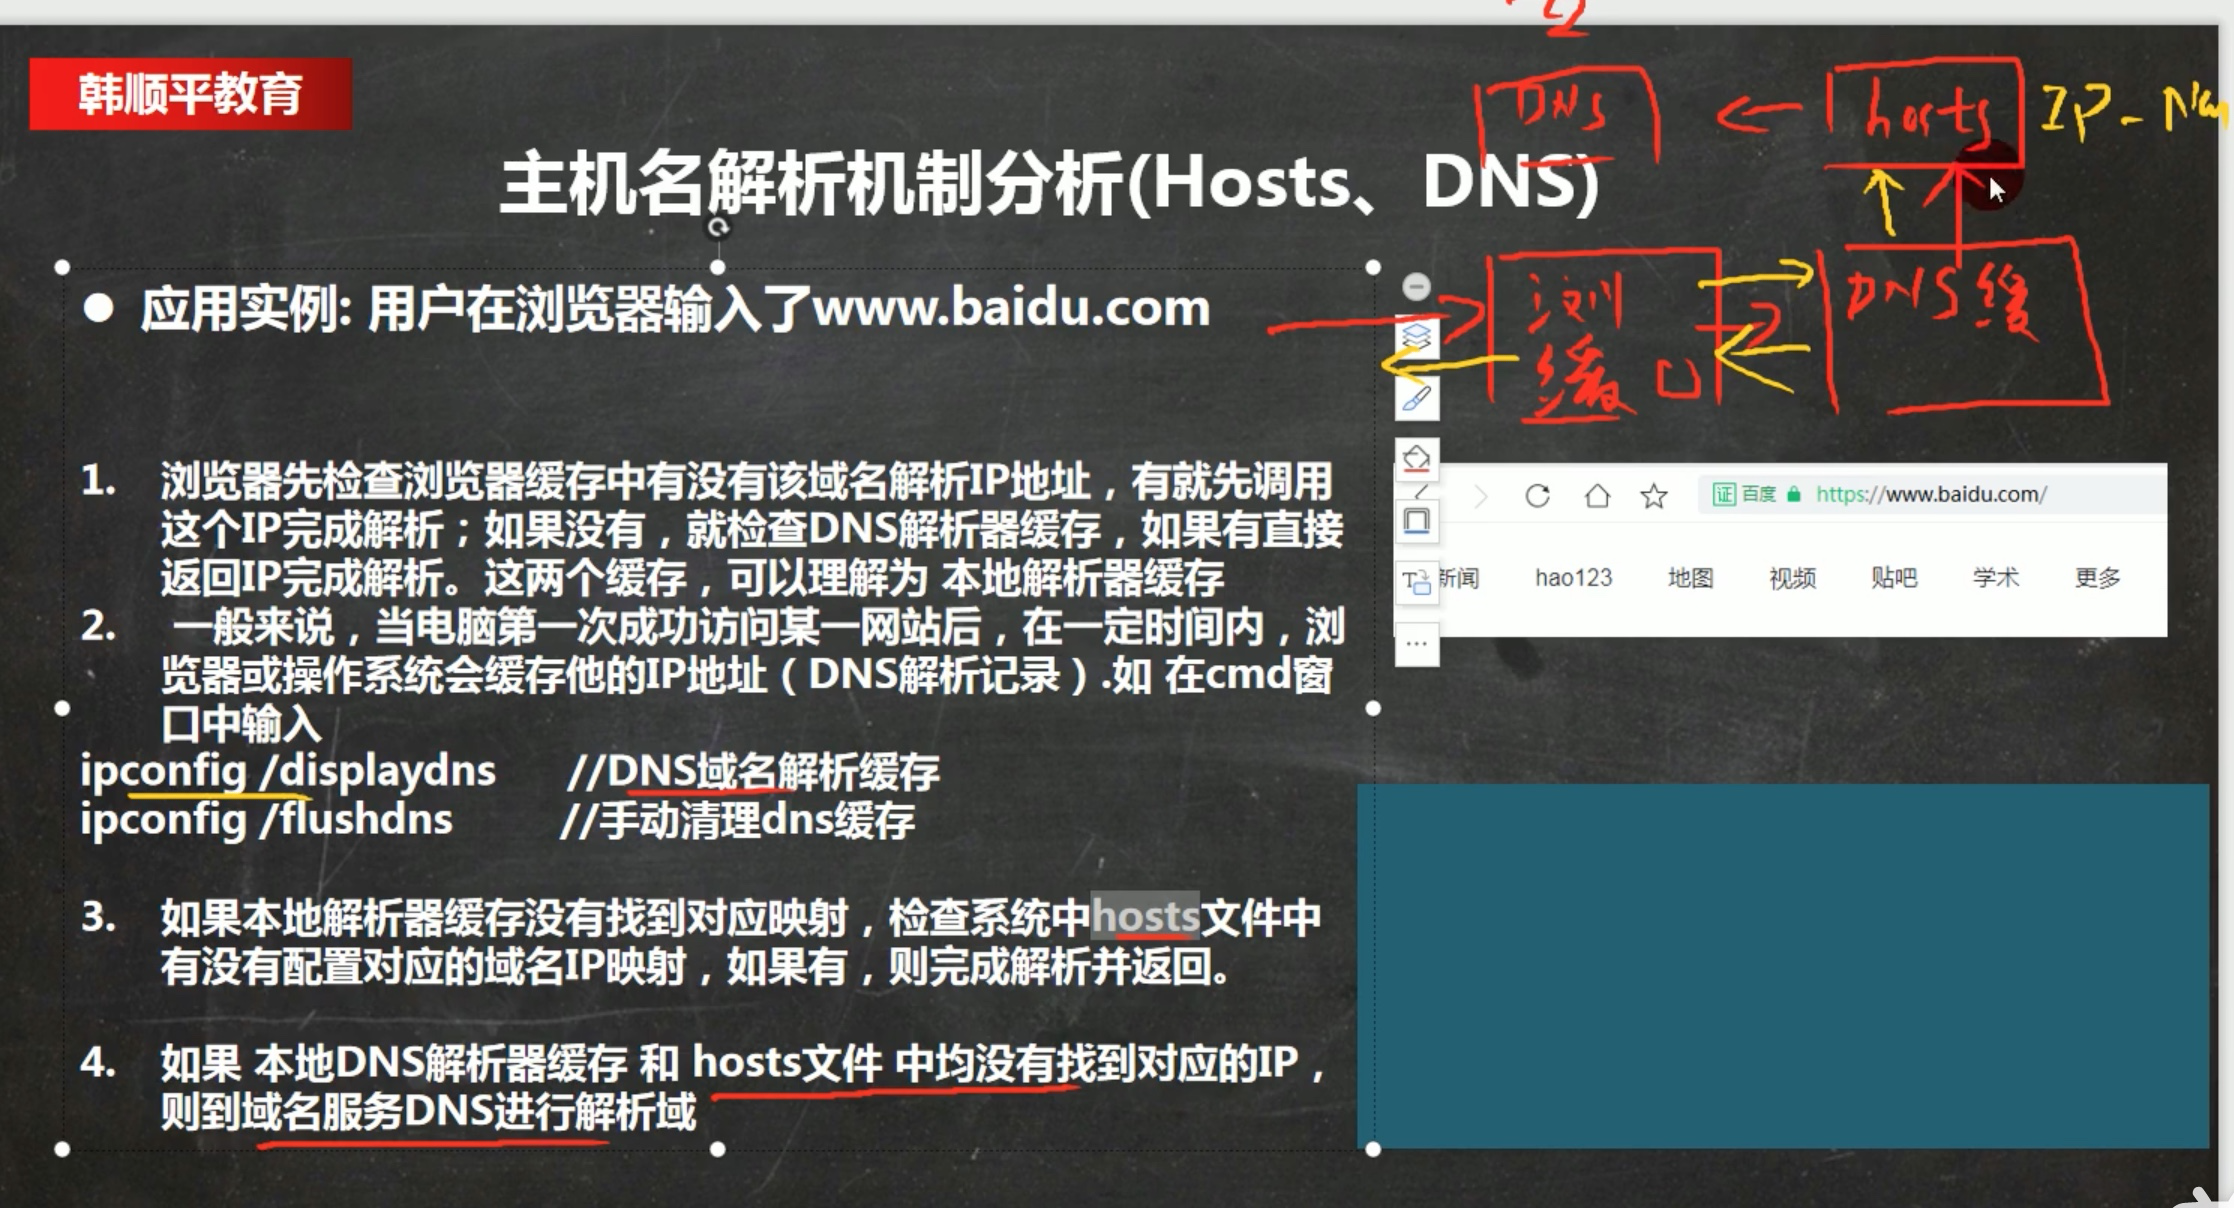 韩顺平教育
主机名解析机制分析(Hosts、DNS)
● 应用实例: 用户在浏览器输入了www.baidu.com
1. 浏览器先检查浏览器缓存中有没有该域名解析IP地址，有就先调用
这个IP完成解析；如果没有，就检查DNS解析器缓存，如果有直接
返回IP完成解析。这两个缓存，可以理解为 本地解析器缓存
2. 一般来说，当电脑第一次成功访问某一网站后，在一定时间内，浏
览器或操作系统会缓存他的IP地址（DNS解析记录）.如 在cmd窗
口中输入
ipconfig /displaydns //DNS域名解析缓存
ipconfig /flushdns //手动清理dns缓存
3. 如果本地解析器缓存没有找到对应映射，检查系统中hosts文件中
有没有配置对应的域名IP映射，如果有，则完成解析并返回。
4. 如果 本地DNS解析器缓存 和 hosts文件 中均没有找到对应的IP，
则到域名服务DNS进行解析域
DNS
hosts
IP-
浏
缓
DNS缓
证 百度 https://www.baidu.com/
新闻 hao123 地图 视频 贴吧 学术 更多